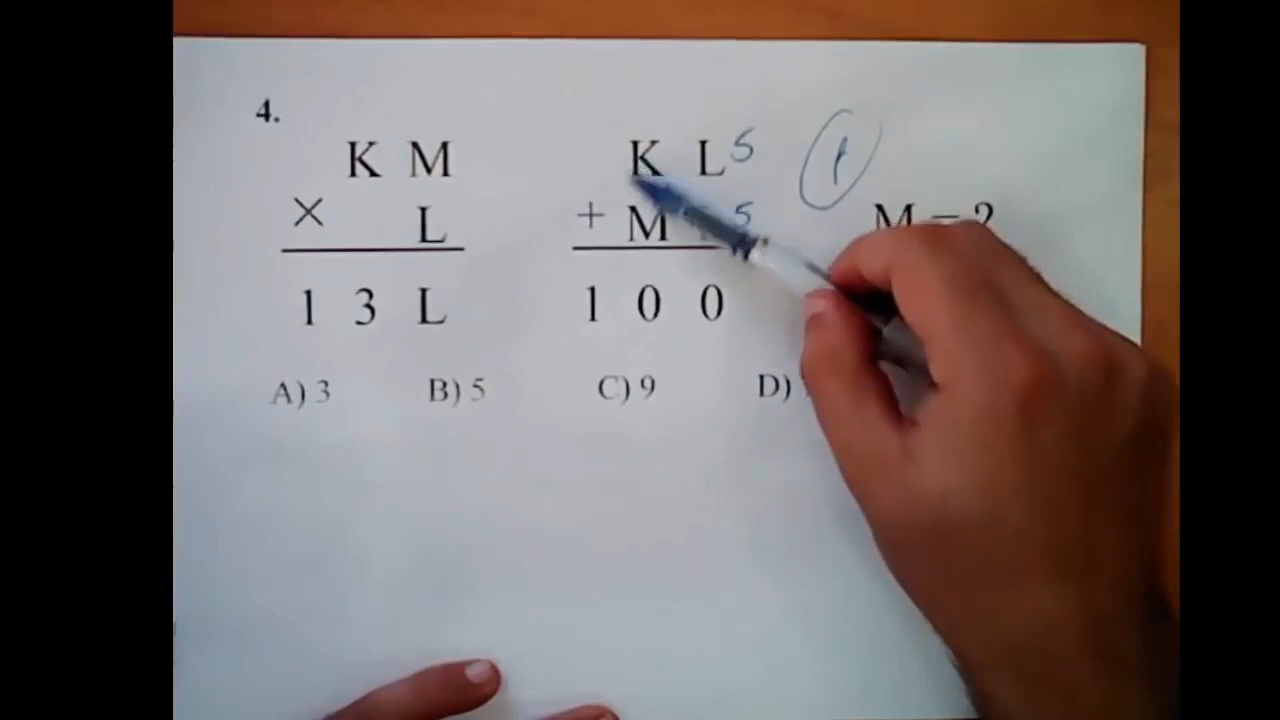 4.
K M
× L
1 3 L
K L 5
+ M 5
1 0 0
1
M = ?
A) 3 B) 5 C) 9 D)